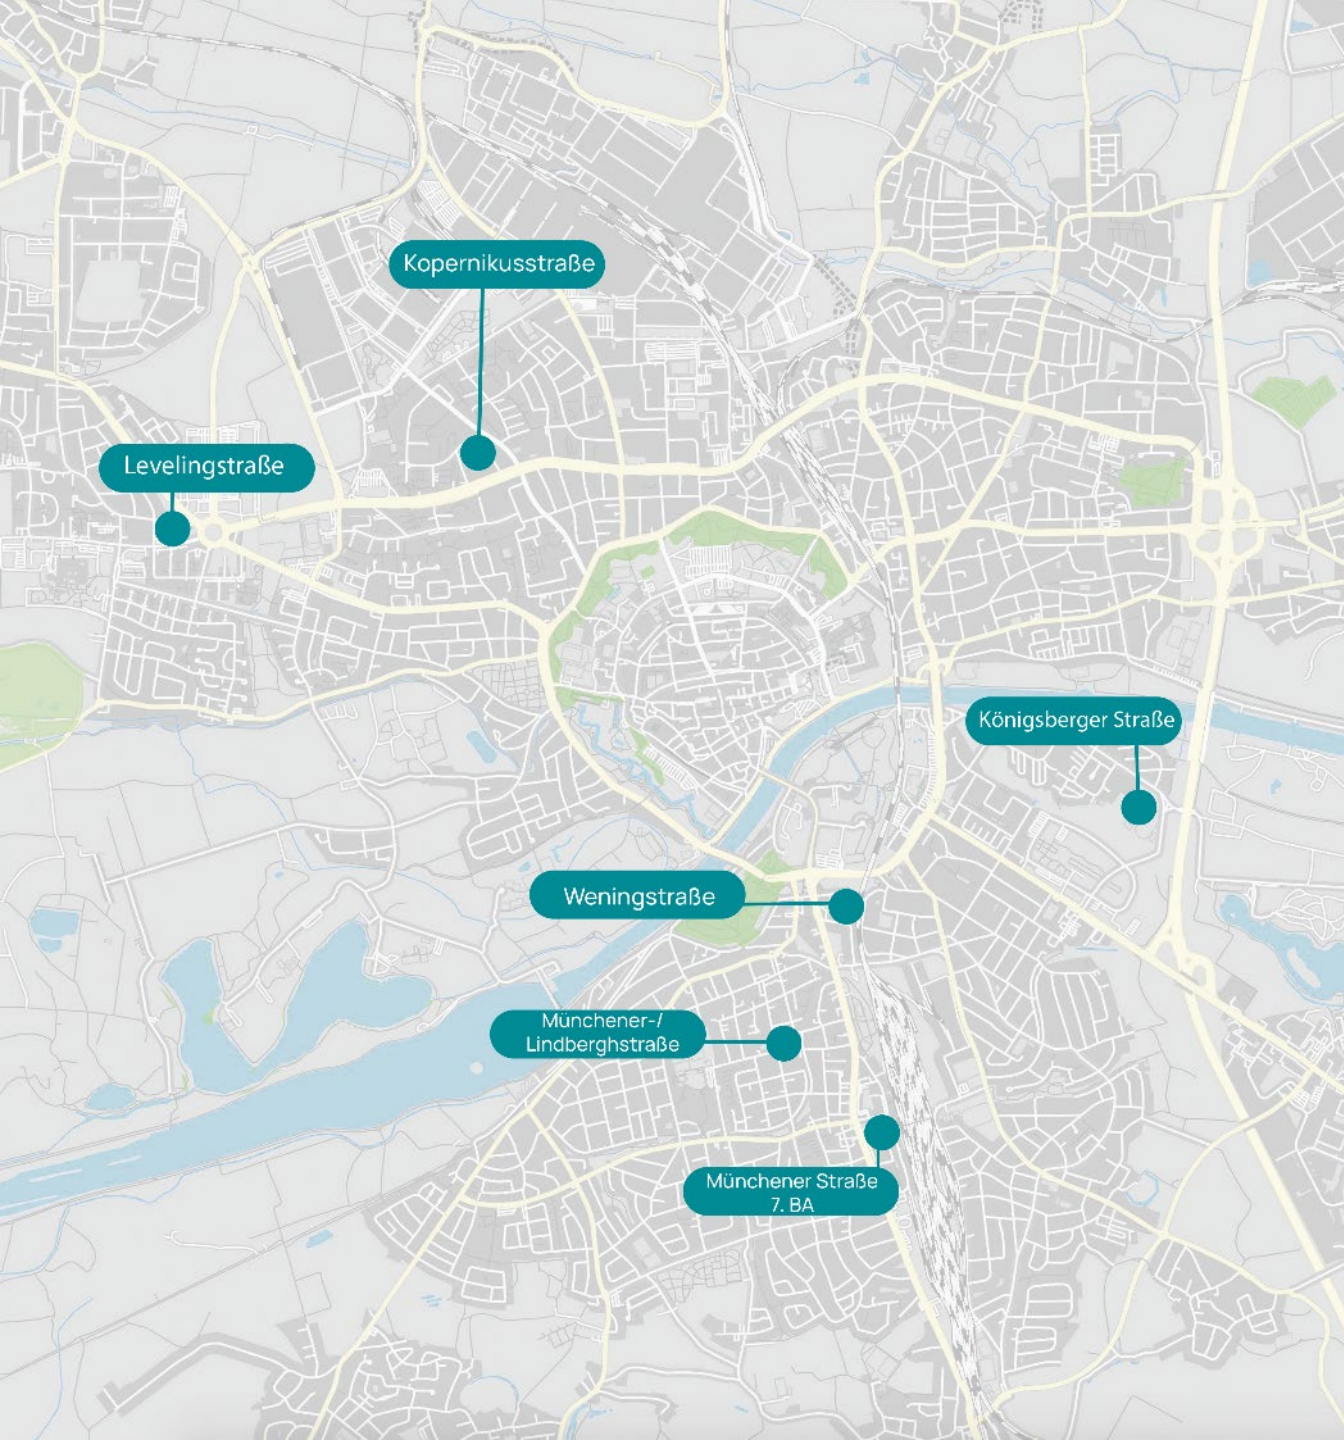 Kopernikusstraße
Levelingstraße
Königsberger Straße
Weningstraße
Münchener-/
Lindberghstraße
Münchener Straße
7. BA